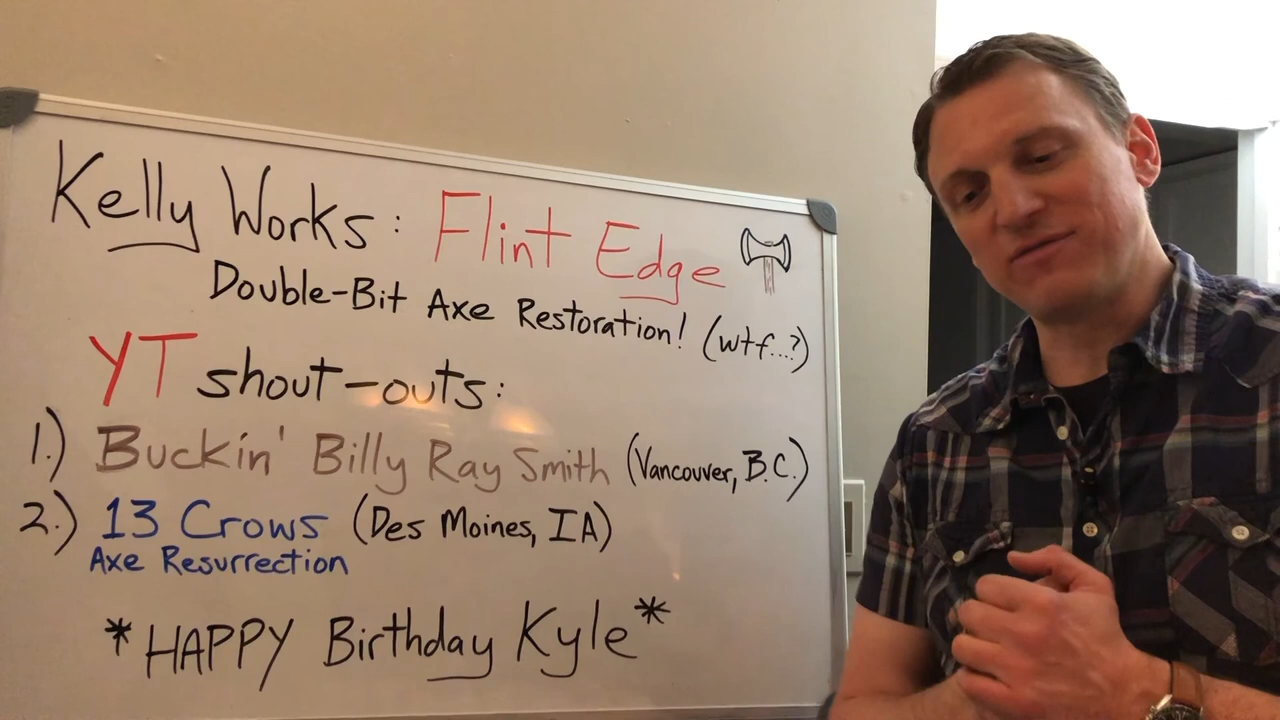 Kelly Works: Flint Edge
Double-Bit Axe Restoration! (wtf...?)
YT shout-outs:
1.) Buckin' Billy Ray Smith (Vancouver, B.C.)
2.) 13 Crows (Des Moines, IA)
Axe Resurrection
*HAPPY Birthday Kyle*